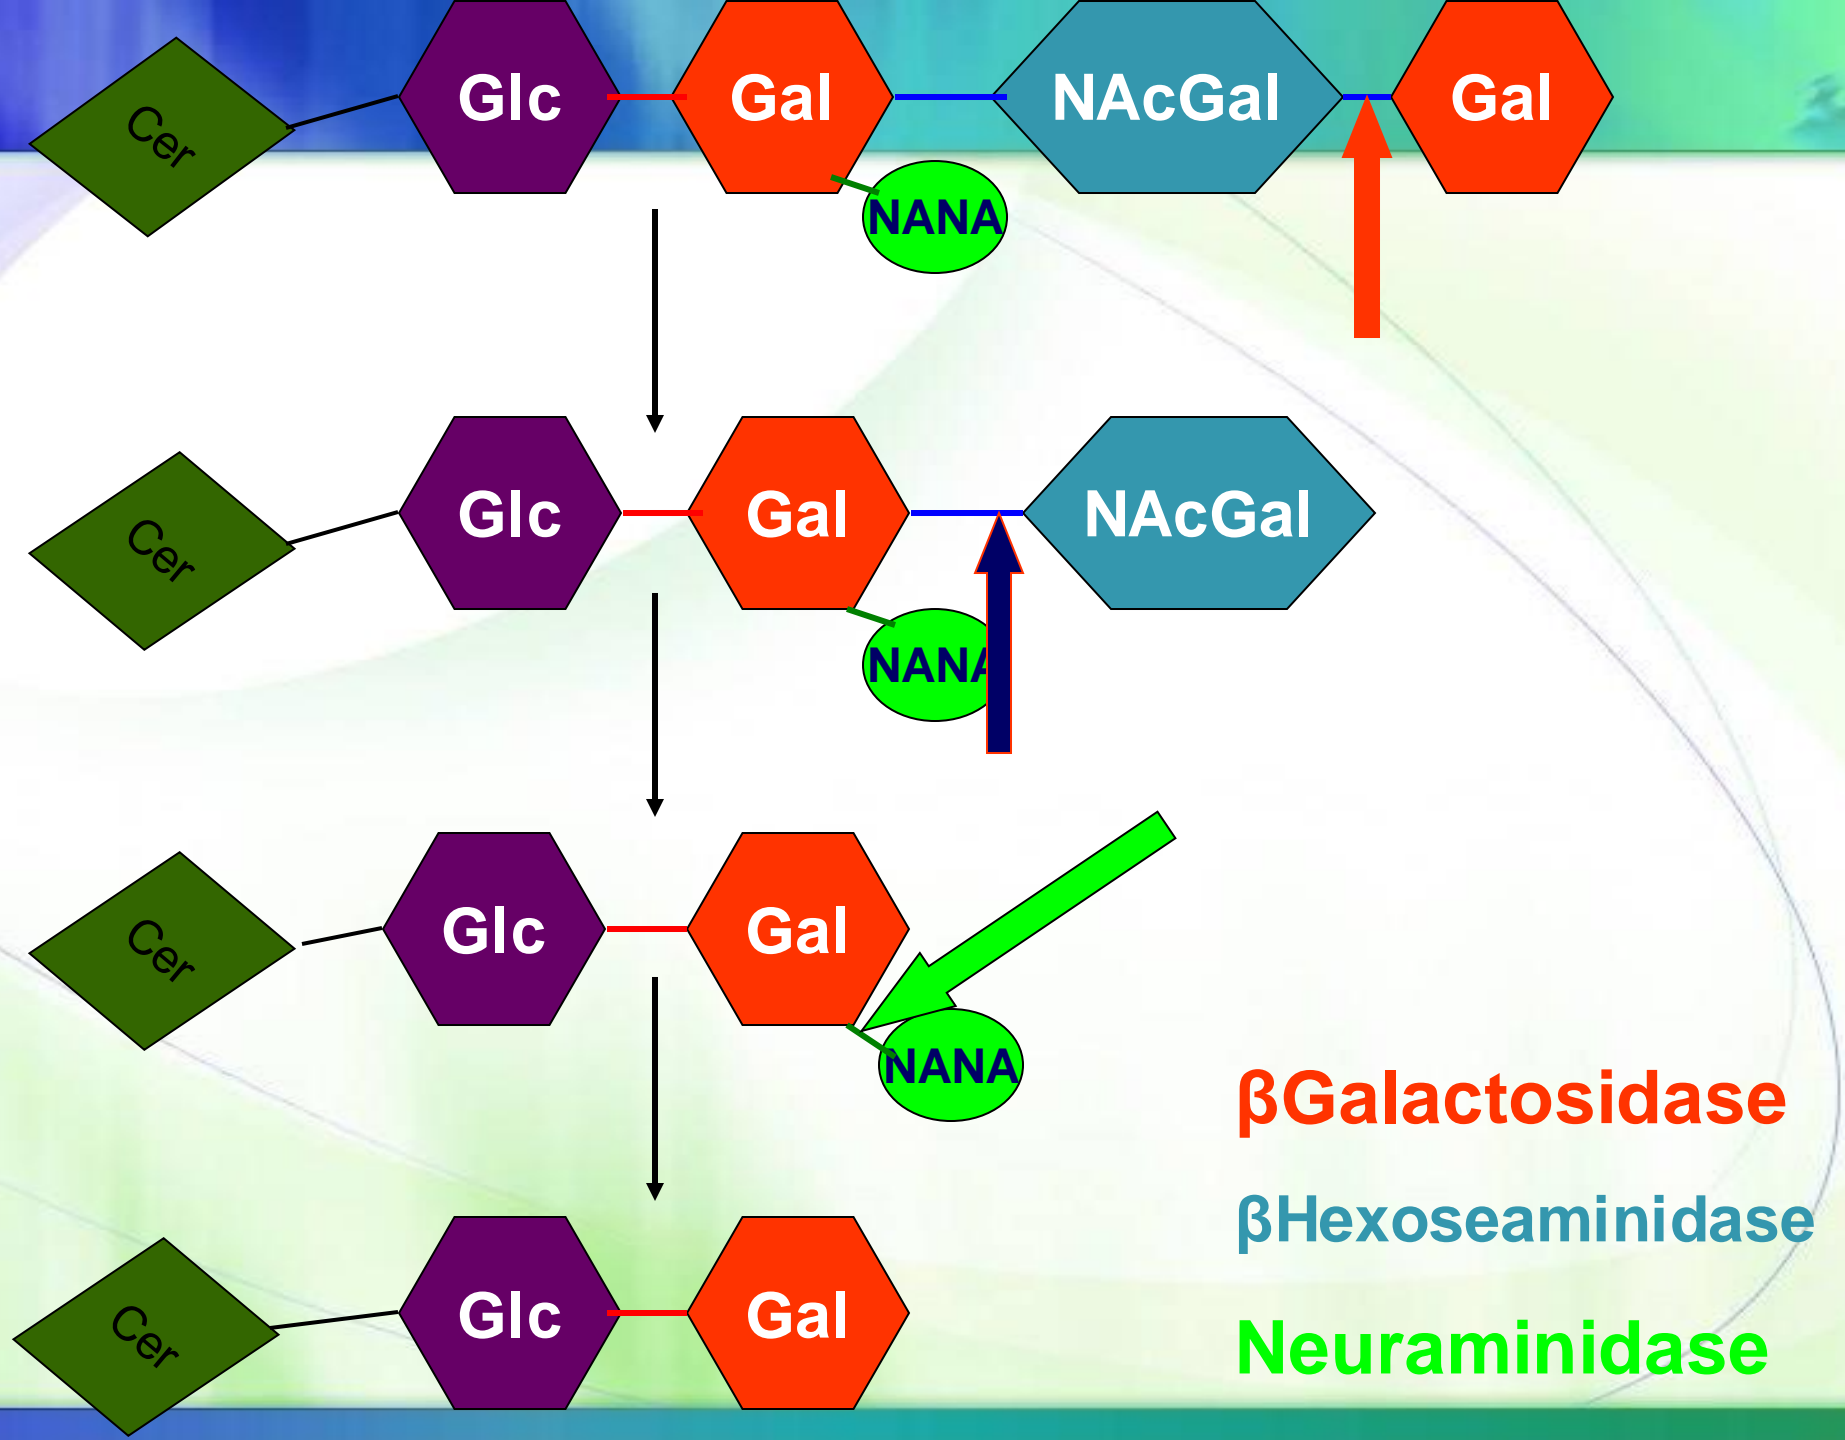 Cer
Glc
Gal
NAcGal
Gal
NANA
Cer
Glc
Gal
NAcGal
NANA
Cer
Glc
Gal
NANA
βGalactosidase
βHexoseaminidase
Cer
Glc
Gal
Neuraminidase